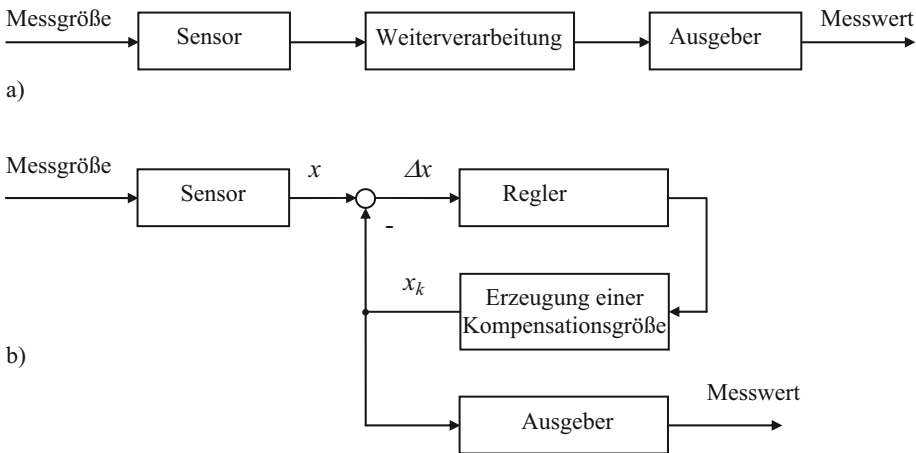 Messgröße
Sensor
Weiterverarbeitung
Ausgeber
Messwert
a)
Messgröße
Sensor
x
Δx
Regler
-
x_k
Erzeugung einer
Kompensationsgröße
b)
Ausgeber
Messwert